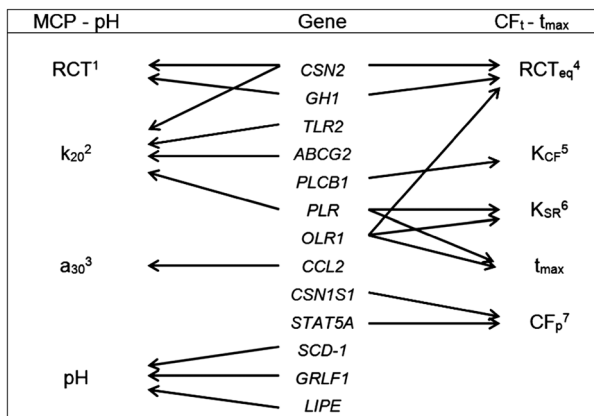 MCP - pH Gene CFt - tmax
RCT¹ CSN2 RCTeq⁴
GH1
TLR2
k20² ABCG2 KCF⁵
PLCB1
PLR KSR⁶
OLR1
a30³ CCL2 tmax
CSN1S1
STAT5A CFp⁷
SCD-1
pH GRLF1
LIPE